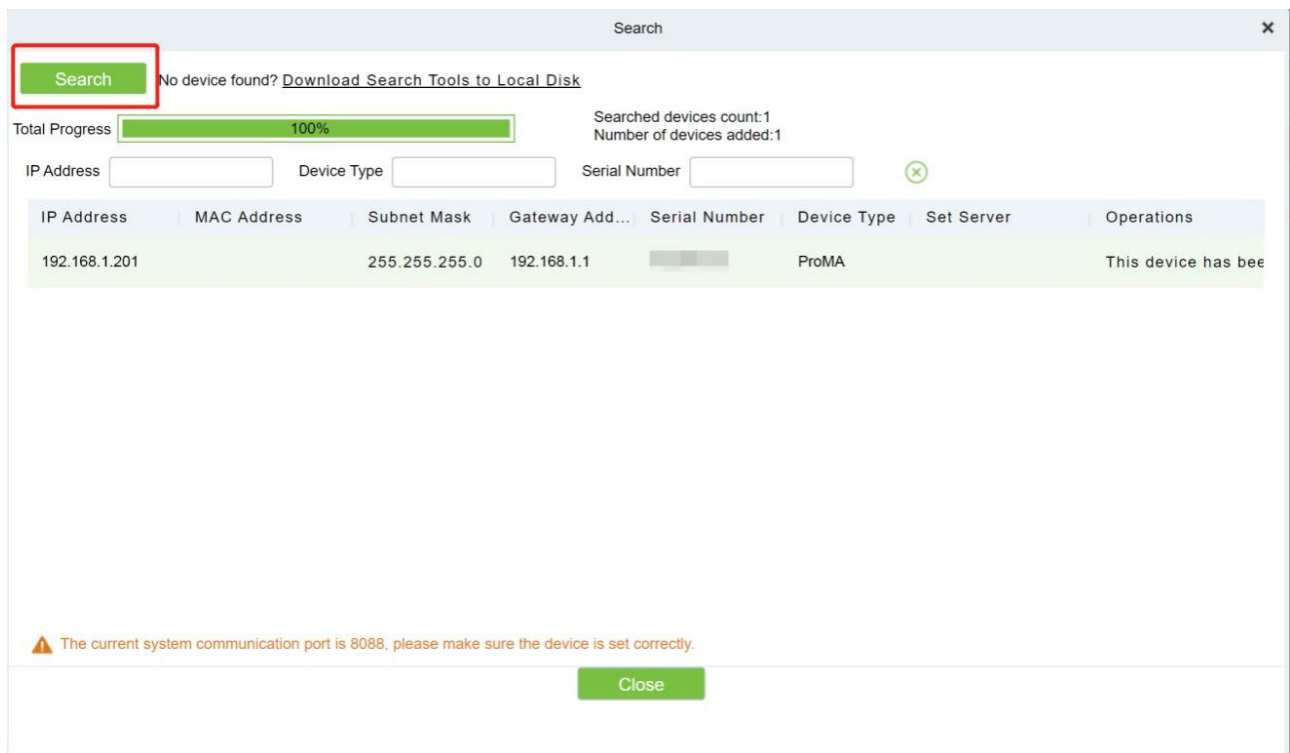 Search
Search No device found? Download Search Tools to Local Disk
Total Progress 100% Searched devices count:1
Number of devices added:1
IP Address Device Type Serial Number
IP Address MAC Address Subnet Mask Gateway Add... Serial Number Device Type Set Server Operations
192.168.1.201 255.255.255.0 192.168.1.1 ProMA This device has bee
The current system communication port is 8088, please make sure the device is set correctly.
Close